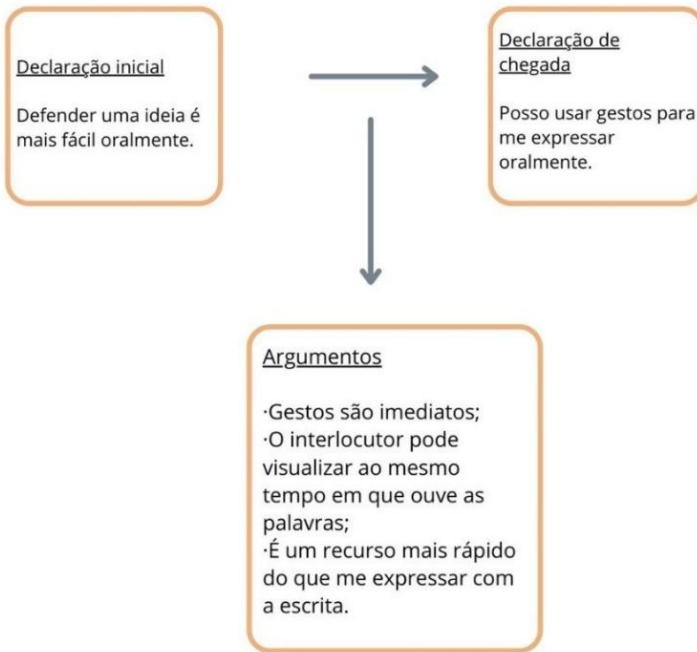 Declaração inicial
Defender uma ideia é
mais fácil oralmente.
Declaração de
chegada
Posso usar gestos para
me expressar
oralmente.
Argumentos
·Gestos são imediatos;
·O interlocutor pode
visualizar ao mesmo
tempo em que ouve as
palavras;
·É um recurso mais rápido
do que me expressar com
a escrita.